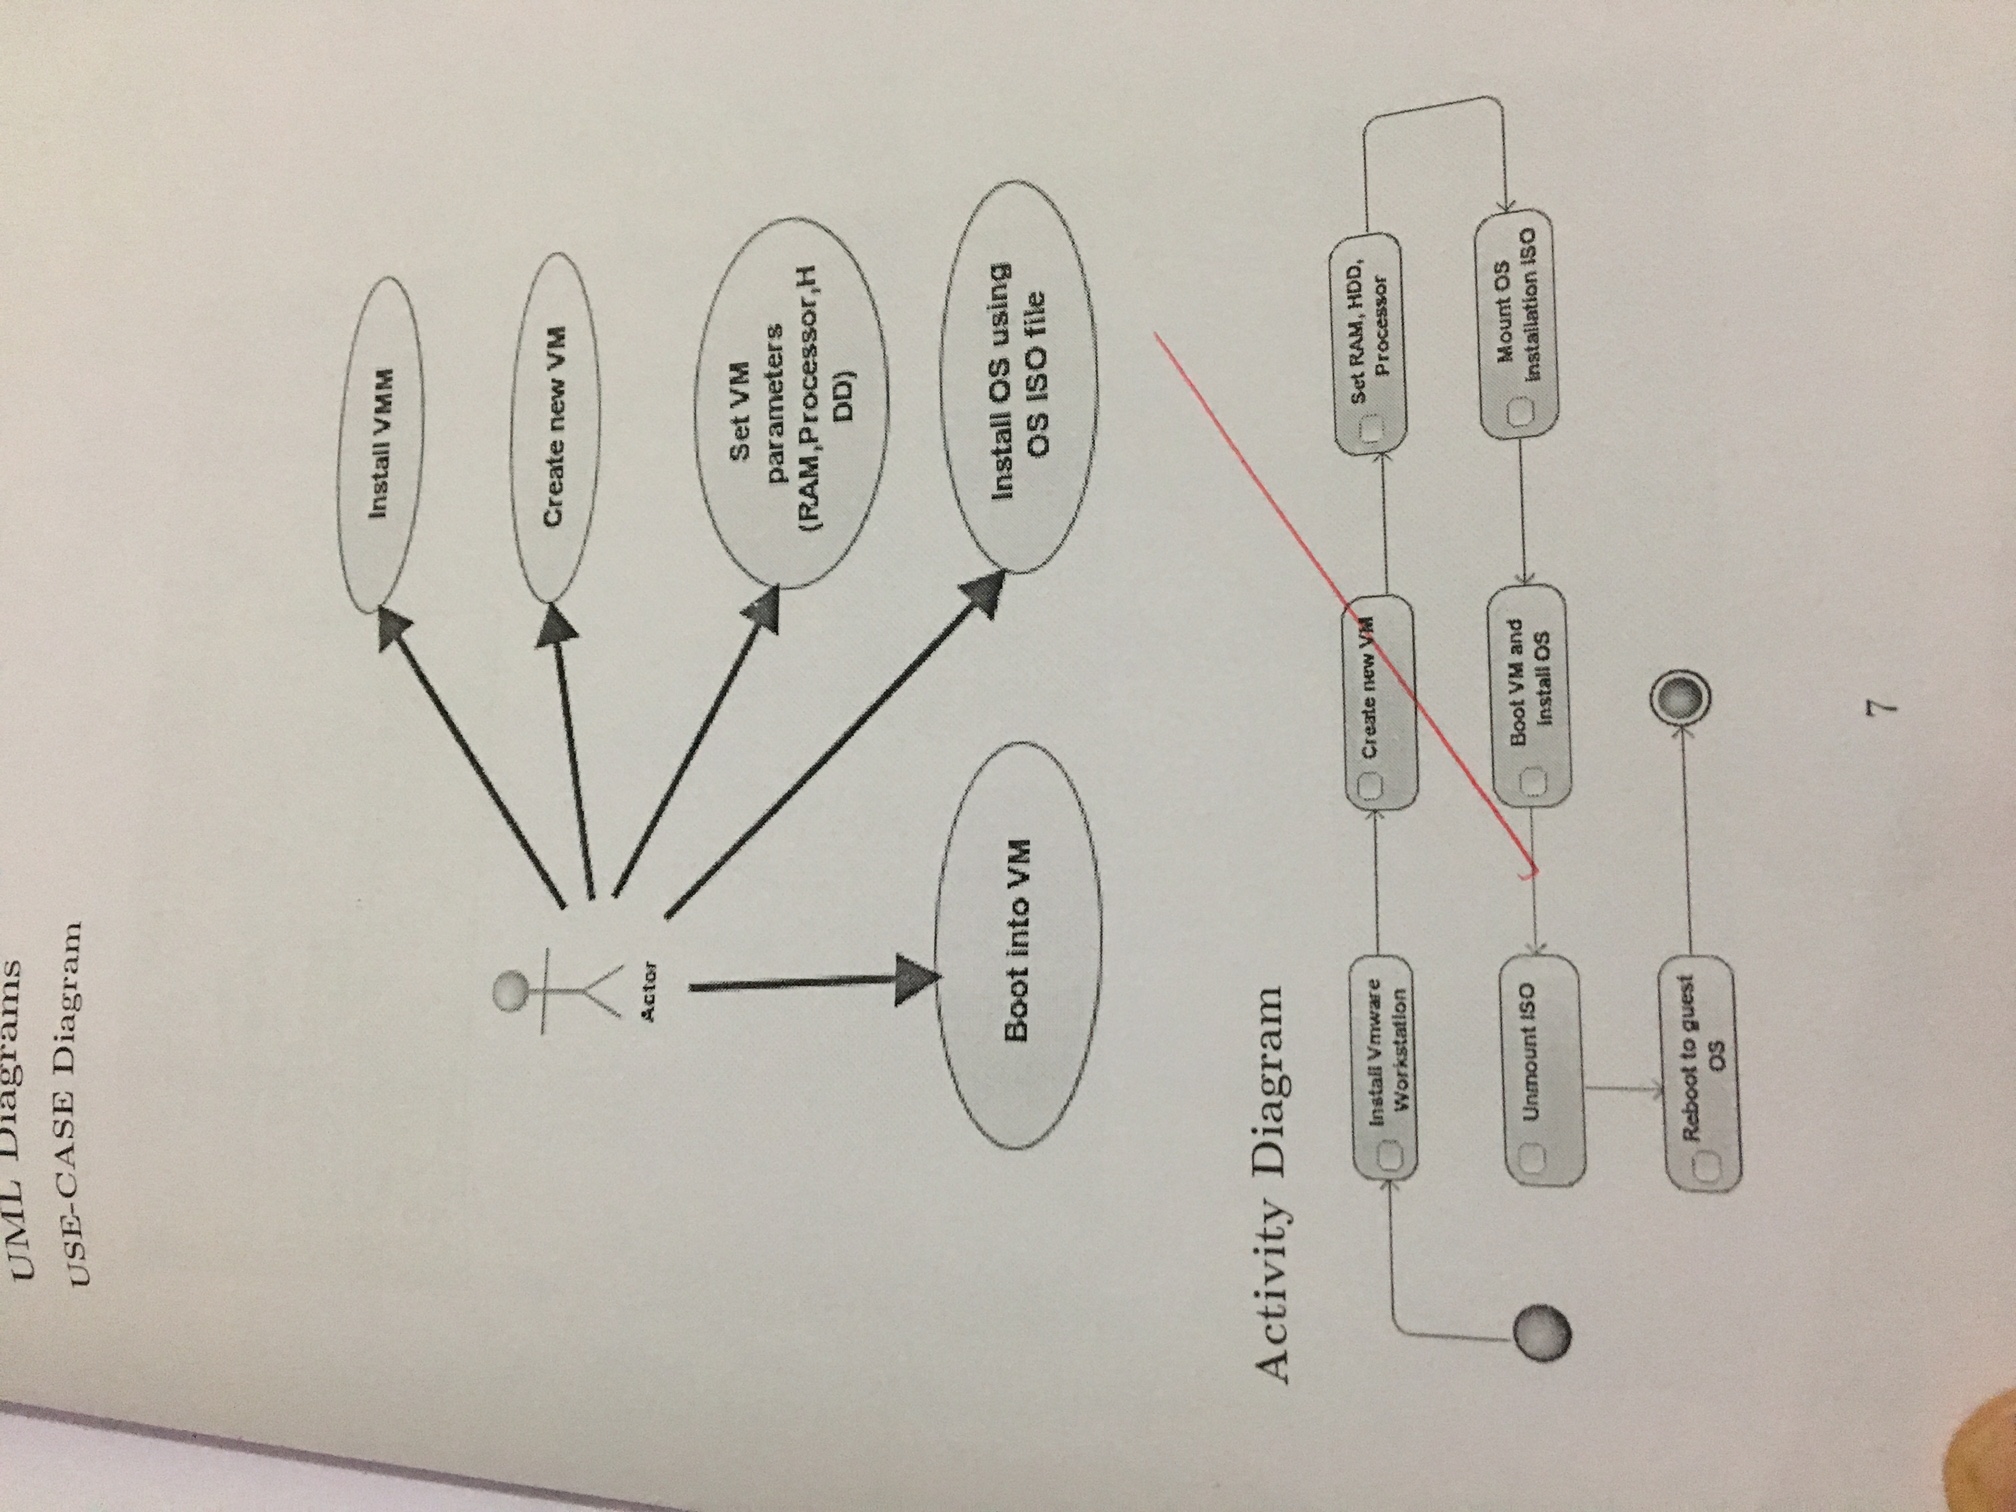 UML Diagrams
USE-CASE Diagram
Install VMM
Create new VM
Actor
Set VM
parameters
(RAM,Processor,H
DD)
Boot into VM
Install OS using
OS ISO file
Activity Diagram
Install Vmware
Workstation
Create new VM
Set RAM, HDD,
Processor
Mount OS
installation ISO
Boot VM and
install OS
Unmount ISO
Reboot to guest
OS
7